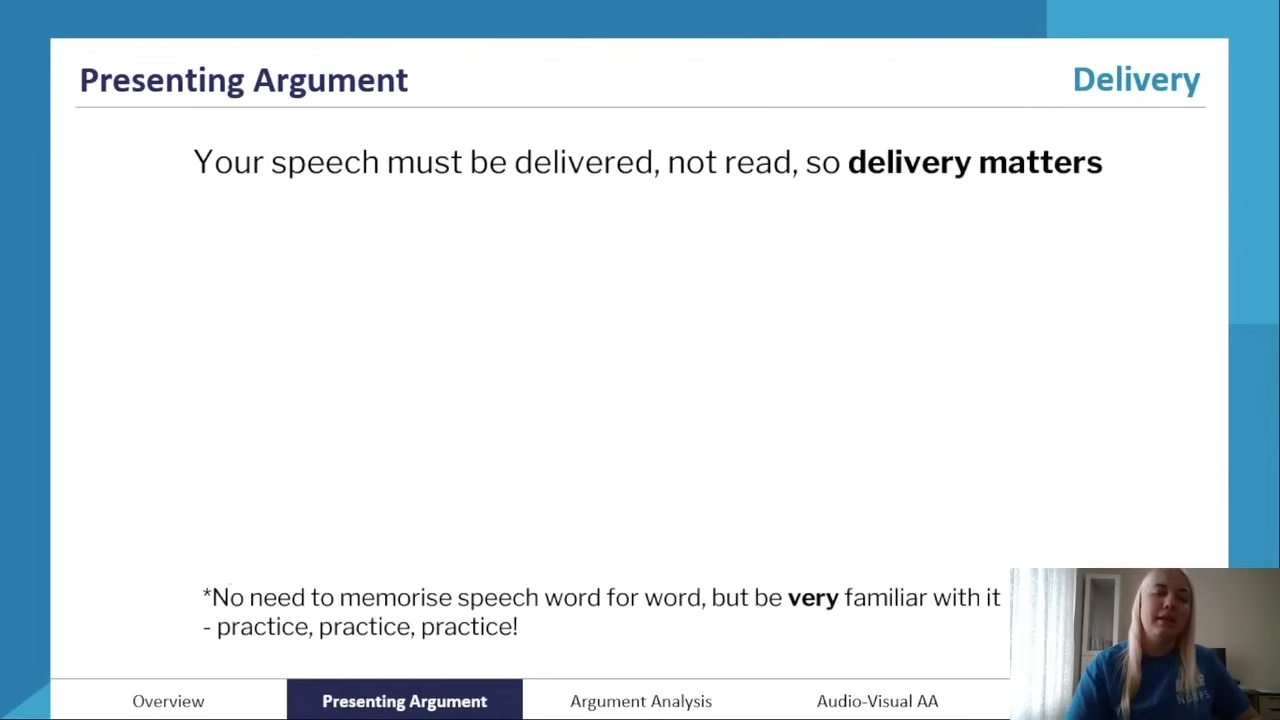 Presenting Argument
Delivery
Your speech must be delivered, not read, so delivery matters
*No need to memorise speech word for word, but be very familiar with it
- practice, practice, practice!
Overview
Presenting Argument
Argument Analysis
Audio-Visual AA